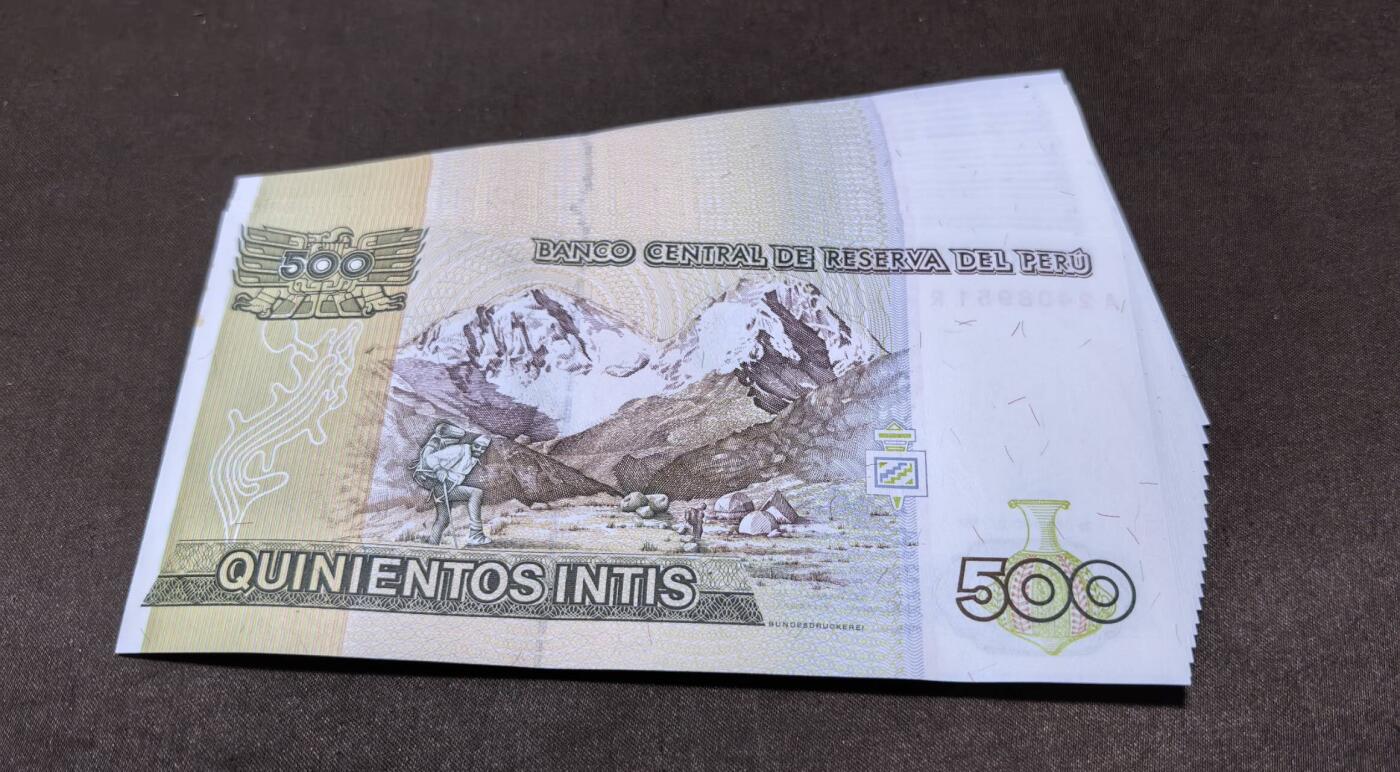 500
BANCO CENTRAL DE RESERVA DEL PERÚ
QUINIENTOS INTIS
BUNDESDRUCKEREI
500